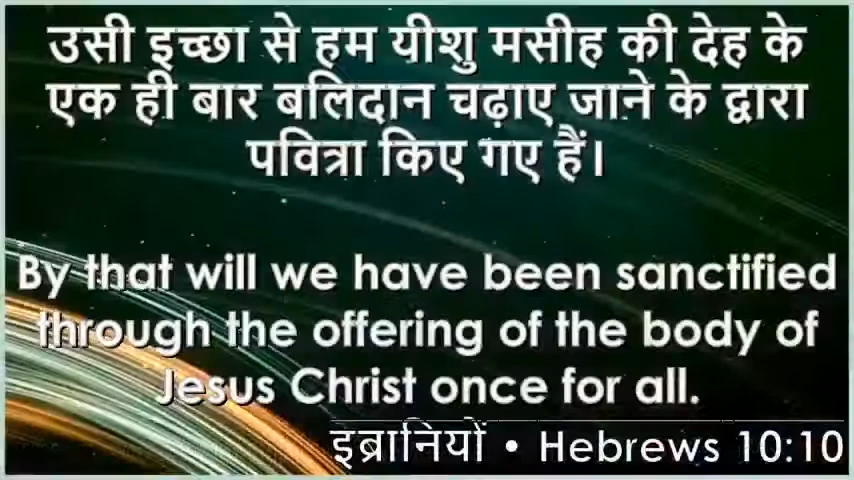 उसी इच्छा से हम यीशु मसीह की देह के
एक ही बार बलिदान चढ़ाए जाने के द्वारा
पवित्रा किए गए हैं।
By that will we have been sanctified
through the offering of the body of
Jesus Christ once for all.
इब्रानियों • Hebrews 10:10